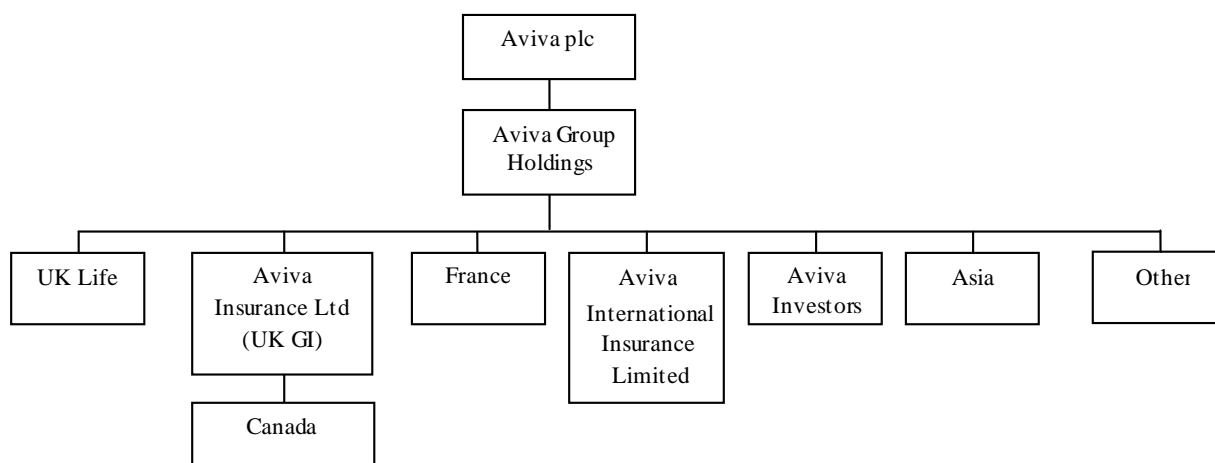 Aviva plc
Aviva Group
Holdings
UK Life
Aviva
Insurance Ltd
(UK GI)
France
Aviva
International
Insurance
Limited
Aviva
Investors
Asia
Other
Canada